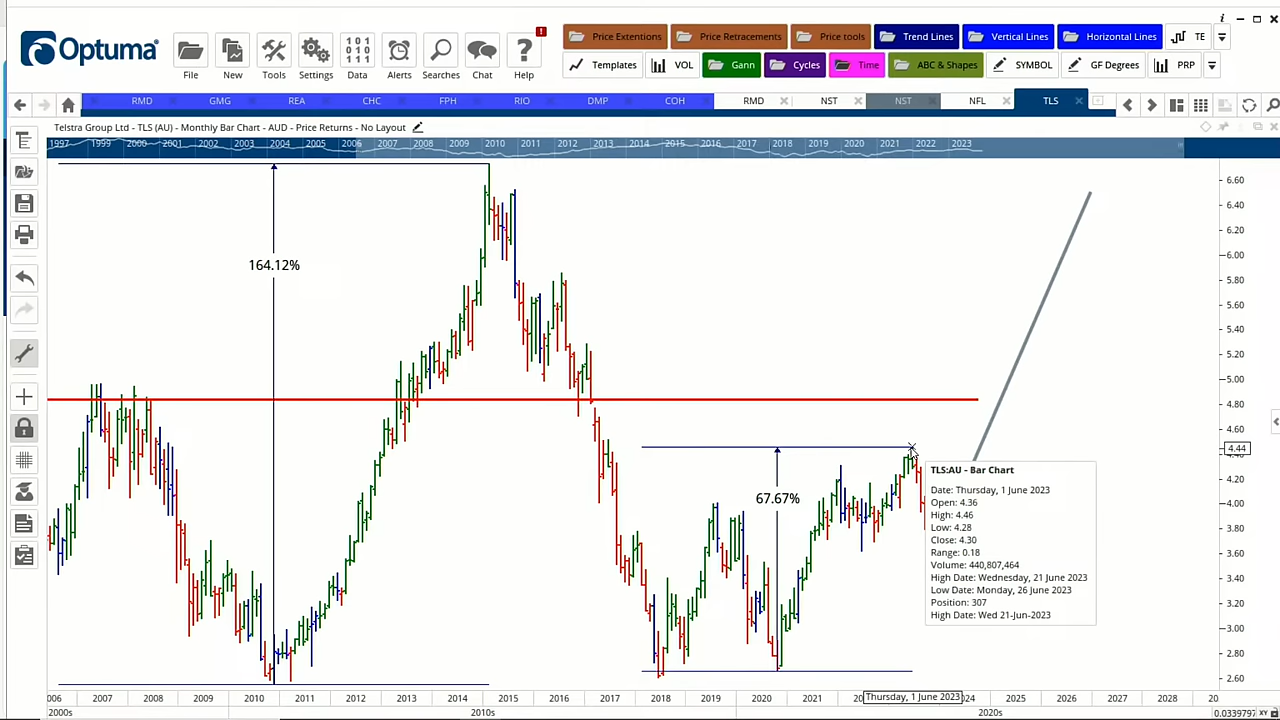 Optuma
File
New
Tools
Settings
Data
Alerts
Searches
Chat
Help
Price Extentions
Price Retracements
Price tools
Trend Lines
Vertical Lines
Horizontal Lines
TE
Templates
VOL
Gann
Cycles
Time
ABC & Shapes
SYMBOL
GF Degrees
PRP
RMD
GMG
REA
CHC
FPH
RIO
DMP
COH
RMD
NST
NST
NFL
TLS
Telstra Group Ltd - TLS (AU) - Monthly Bar Chart - AUD - Price Returns - No Layout
1997 1999 2000 2001 2002 2003 2004 2005 2006 2007 2008 2009 2010 2011 2012 2013 2014 2015 2016 2017 2018 2019 2020 2021 2022 2023
6.60
6.40
6.20
6.00
5.80
5.60
5.40
5.20
5.00
4.80
4.60
4.44
4.20
4.00
3.80
3.60
3.40
3.20
3.00
2.80
2.60
164.12%
67.67%
TLS:AU - Bar Chart
Date: Thursday, 1 June 2023
Open: 4.36
High: 4.46
Low: 4.28
Close: 4.30
Range: 0.18
Volume: 440,807,464
High Date: Wednesday, 21 June 2023
Low Date: Monday, 26 June 2023
Position: 307
High Date: Wed 21-Jun-2023
006 2007 2008 2009 2010 2011 2012 2013 2014 2015 2016 2017 2018 2019 2020 2021 Thursday, 1 June 2023 24 2025 2026 2027 2028 20
2000s 2010s 2020s
0.0339797 XY